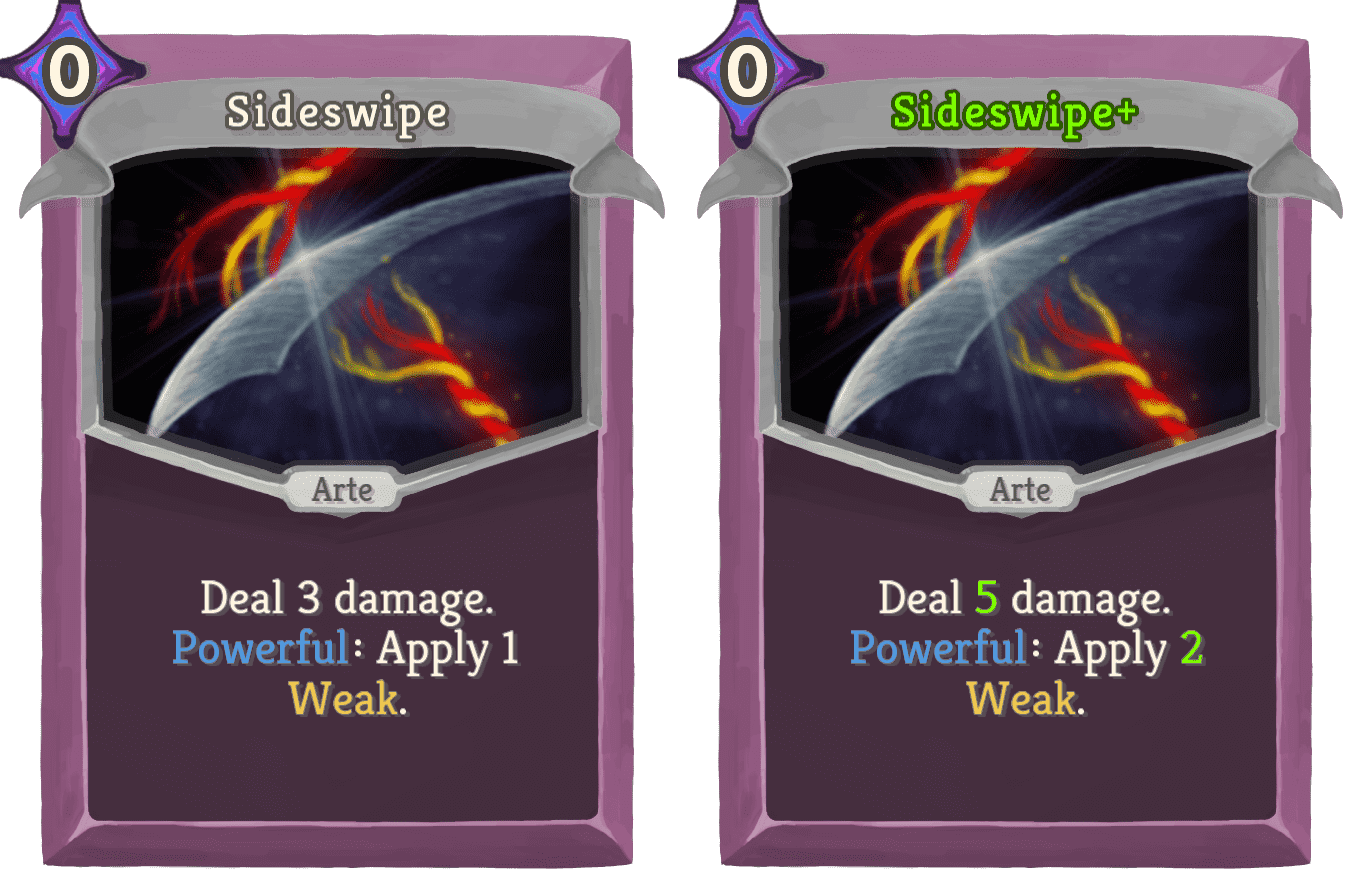 0
Sideswipe
Arte
Deal 3 damage.
Powerful: Apply 1
Weak.
0
Sideswipe+
Arte
Deal 5 damage.
Powerful: Apply 2
Weak.